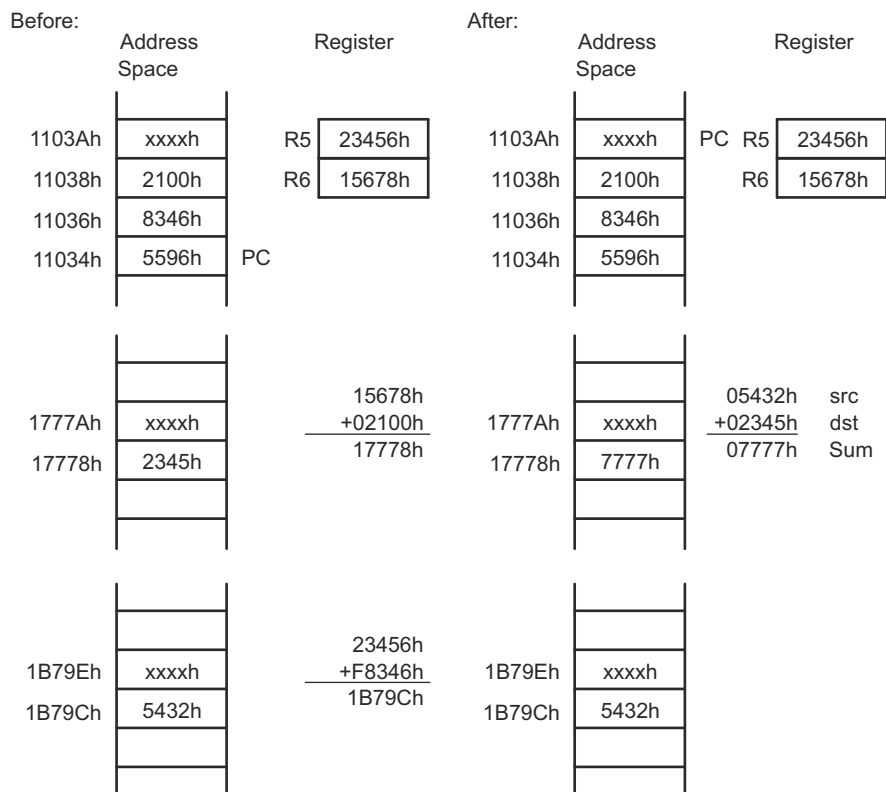 Before:
Address Space
Register
1103Ah xxxxh R5 23456h
11038h 2100h R6 15678h
11036h 8346h
11034h 5596h PC
15678h
1777Ah xxxxh +02100h
17778h 2345h 17778h
23456h
1B79Eh xxxxh +F8346h
1B79Ch 5432h 1B79Ch
After:
Address Space
Register
1103Ah xxxxh PC R5 23456h
11038h 2100h R6 15678h
11036h 8346h
11034h 5596h
05432h src
1777Ah xxxxh +02345h dst
17778h 7777h 07777h Sum
1B79Eh xxxxh
1B79Ch 5432h